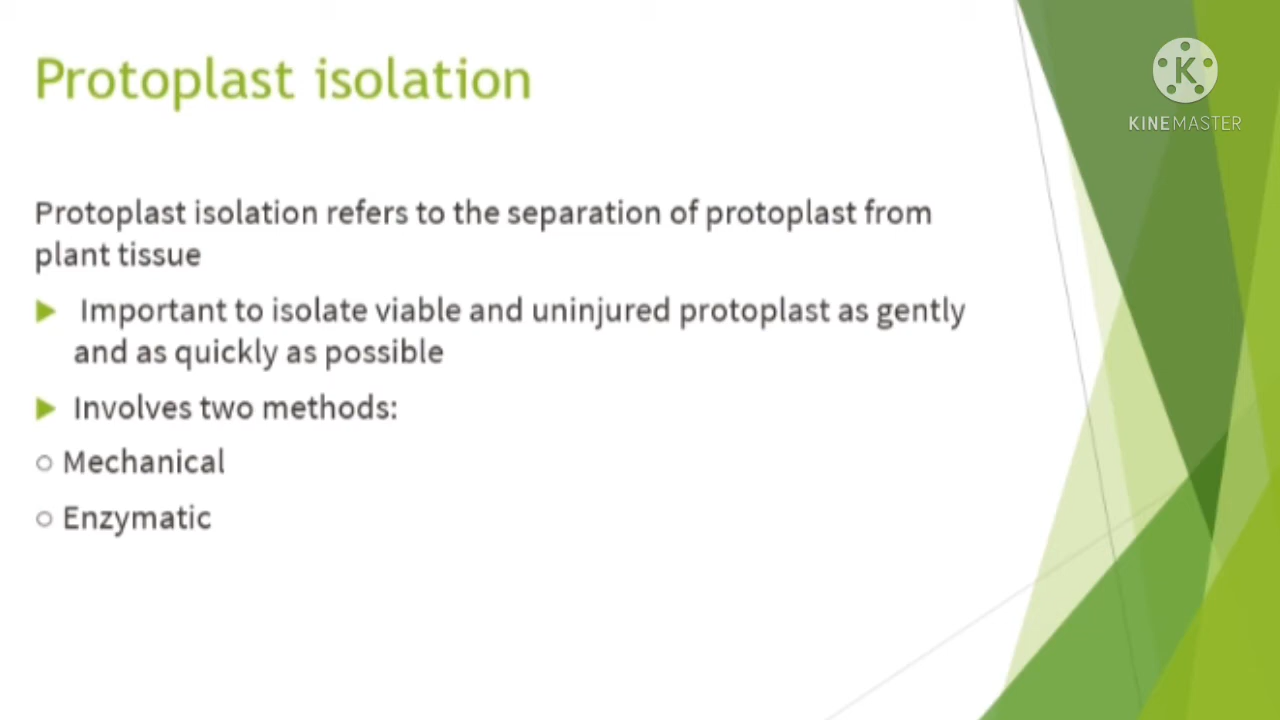 Protoplast isolation
K
KINEMASTER
Protoplast isolation refers to the separation of protoplast from
plant tissue
Important to isolate viable and uninjured protoplast as gently
and as quickly as possible
Involves two methods:
Mechanical
Enzymatic